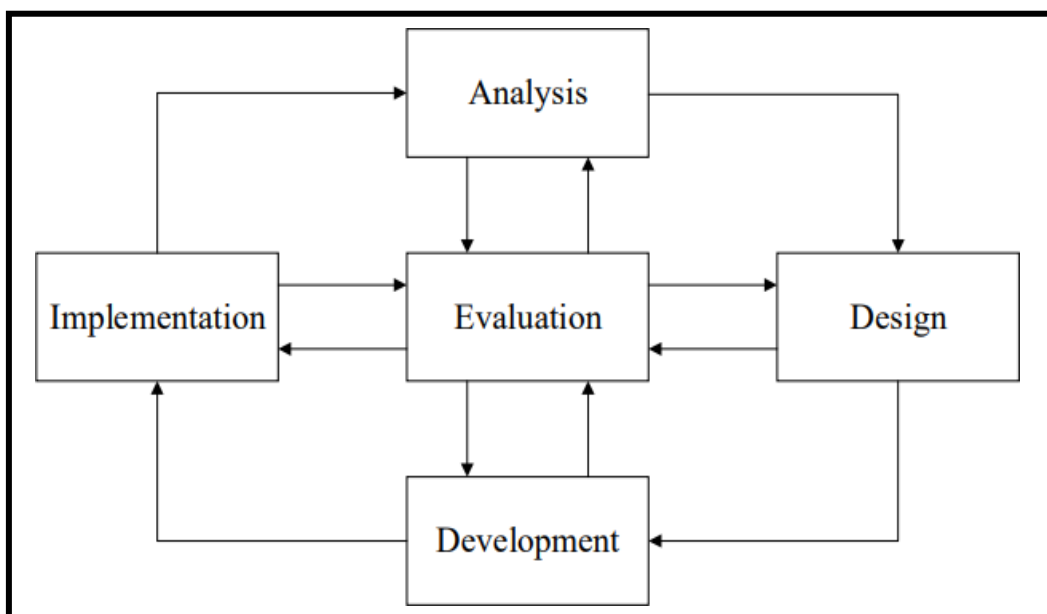 Analysis
Implementation
Evaluation
Design
Development